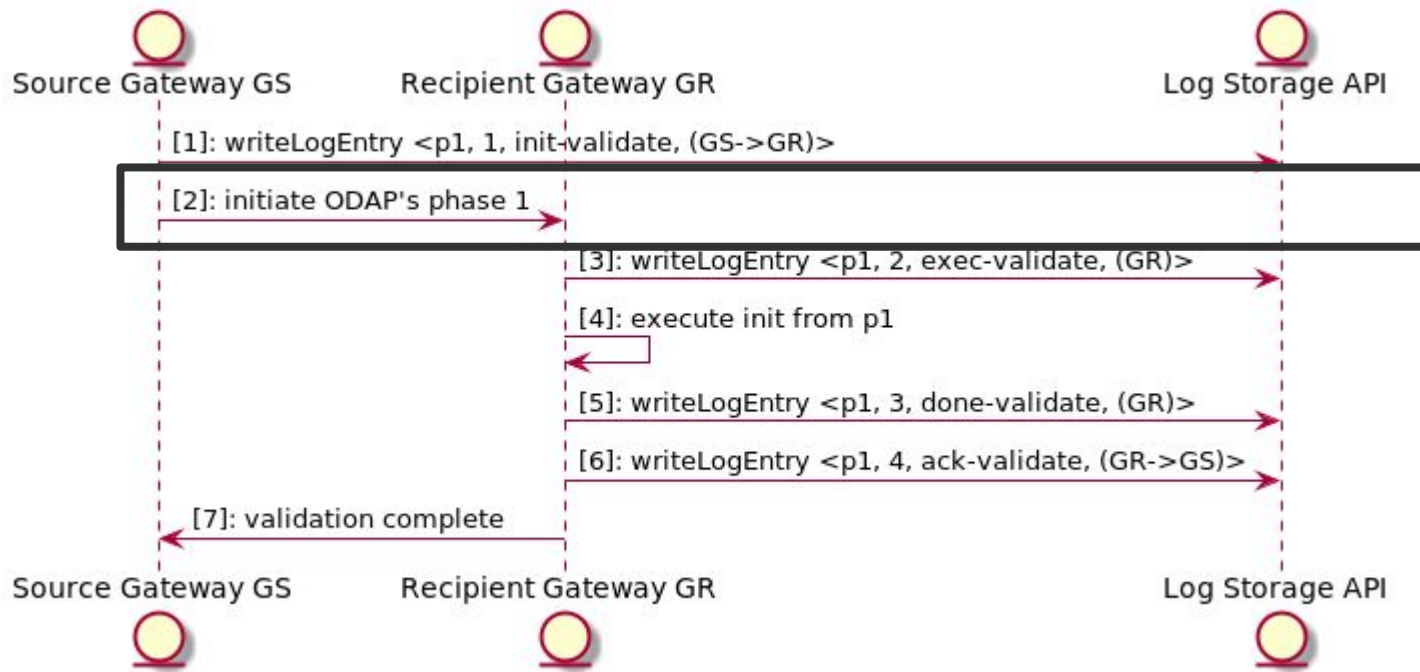 Source Gateway GS Recipient Gateway GR Log Storage API
[1]: writeLogEntry <p1, 1, init-validate, (GS->GR)>
[2]: initiate ODAP's phase 1
[3]: writeLogEntry <p1, 2, exec-validate, (GR)>
[4]: execute init from p1
[5]: writeLogEntry <p1, 3, done-validate, (GR)>
[6]: writeLogEntry <p1, 4, ack-validate, (GR->GS)>
[7]: validation complete
Source Gateway GS Recipient Gateway GR Log Storage API